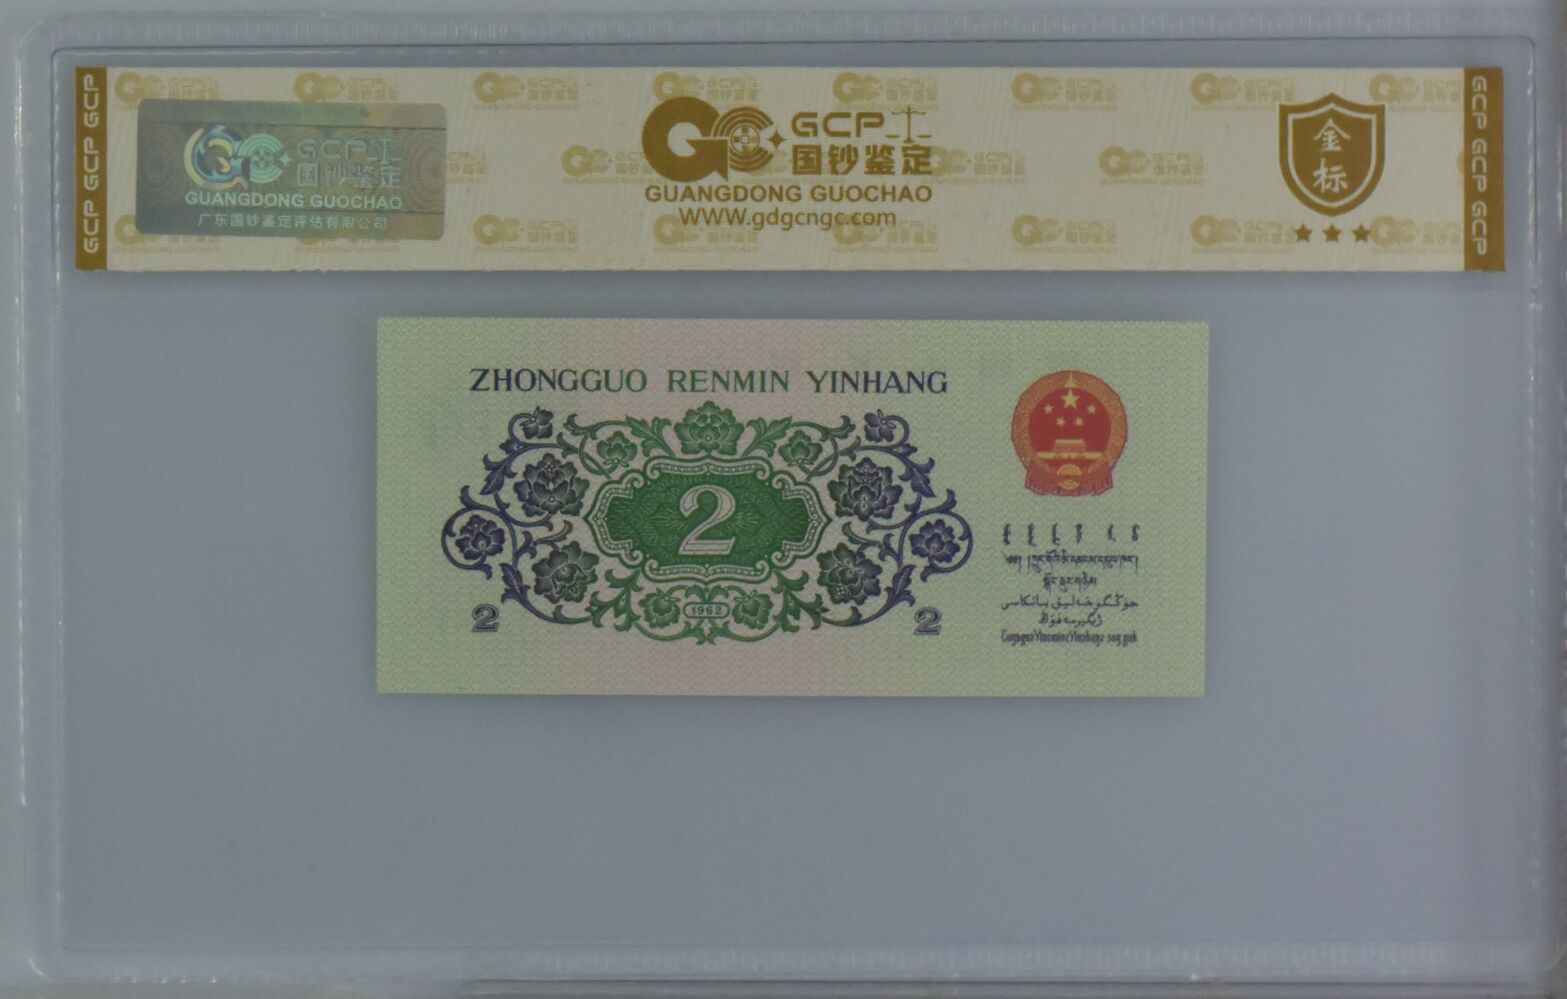 GCP GCP GCP
GCP
国钞鉴定
GUANGDONG GUOCHAO
广东国钞鉴定评估有限公司
GCP
国钞鉴定
GUANGDONG GUOCHAO
WWW.gdgcngc.com
金标
GCP GCP GCP
ZHONGGUO RENMIN YINHANG
2
1962
2
2